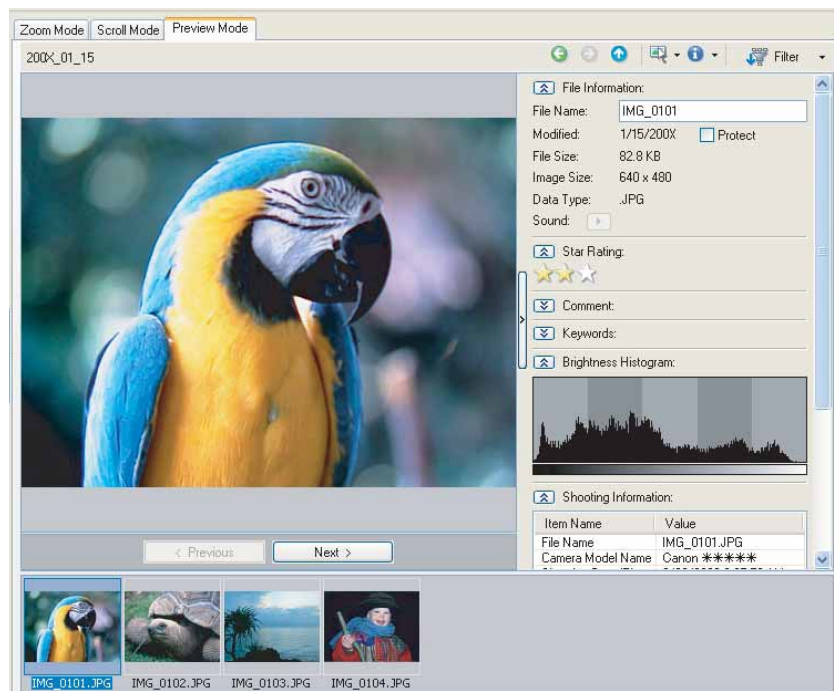 Zoom Mode Scroll Mode Preview Mode
200X_01_15
Filter
File Information:
File Name: IMG_0101
Modified: 1/15/200X Protect
File Size: 82.8 KB
Image Size: 640 x 480
Data Type: .JPG
Sound:
Star Rating:
Comment:
Keywords:
Brightness Histogram:
Shooting Information:
Item Name Value
File Name IMG_0101.JPG
Camera Model Name Canon ✳✳✳✳✳
< Previous Next >
IMG_0101.JPG IMG_0102.JPG IMG_0103.JPG IMG_0104.JPG